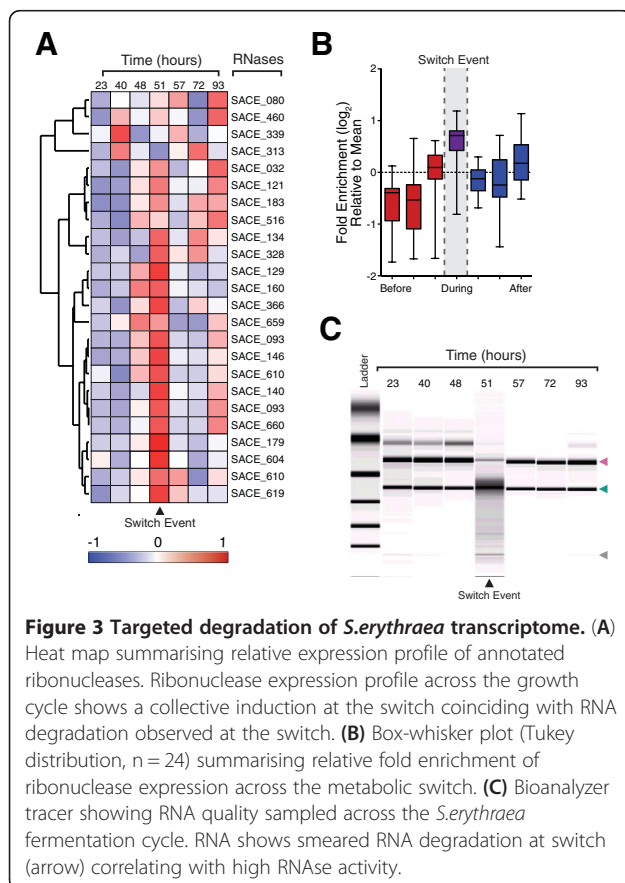 A
Time (hours)
RNases
23 40 48 51 57 72 93
SACE_080
SACE_460
SACE_339
SACE_313
SACE_032
SACE_121
SACE_183
SACE_516
SACE_134
SACE_328
SACE_129
SACE_160
SACE_366
SACE_659
SACE_093
SACE_146
SACE_610
SACE_140
SACE_093
SACE_660
SACE_179
SACE_604
SACE_610
SACE_619
Switch Event
-1 0 1
B
Switch Event
Fold Enrichment (log2)
Relative to Mean
2
1
0
-1
-2
Before During After
C
Time (hours)
Ladder
23 40 48 51 57 72 93
Switch Event
Figure 3 Targeted degradation of S.erythraea transcriptome. (A)
Heat map summarising relative expression profile of annotated
ribonucleases. Ribonuclease expression profile across the growth
cycle shows a collective induction at the switch coinciding with RNA
degradation observed at the switch. (B) Box-whisker plot (Tukey
distribution, n = 24) summarising relative fold enrichment of
ribonuclease expression across the metabolic switch. (C) Bioanalyzer
tracer showing RNA quality sampled across the S.erythraea
fermentation cycle. RNA shows smeared RNA degradation at switch
(arrow) correlating with high RNAse activity.